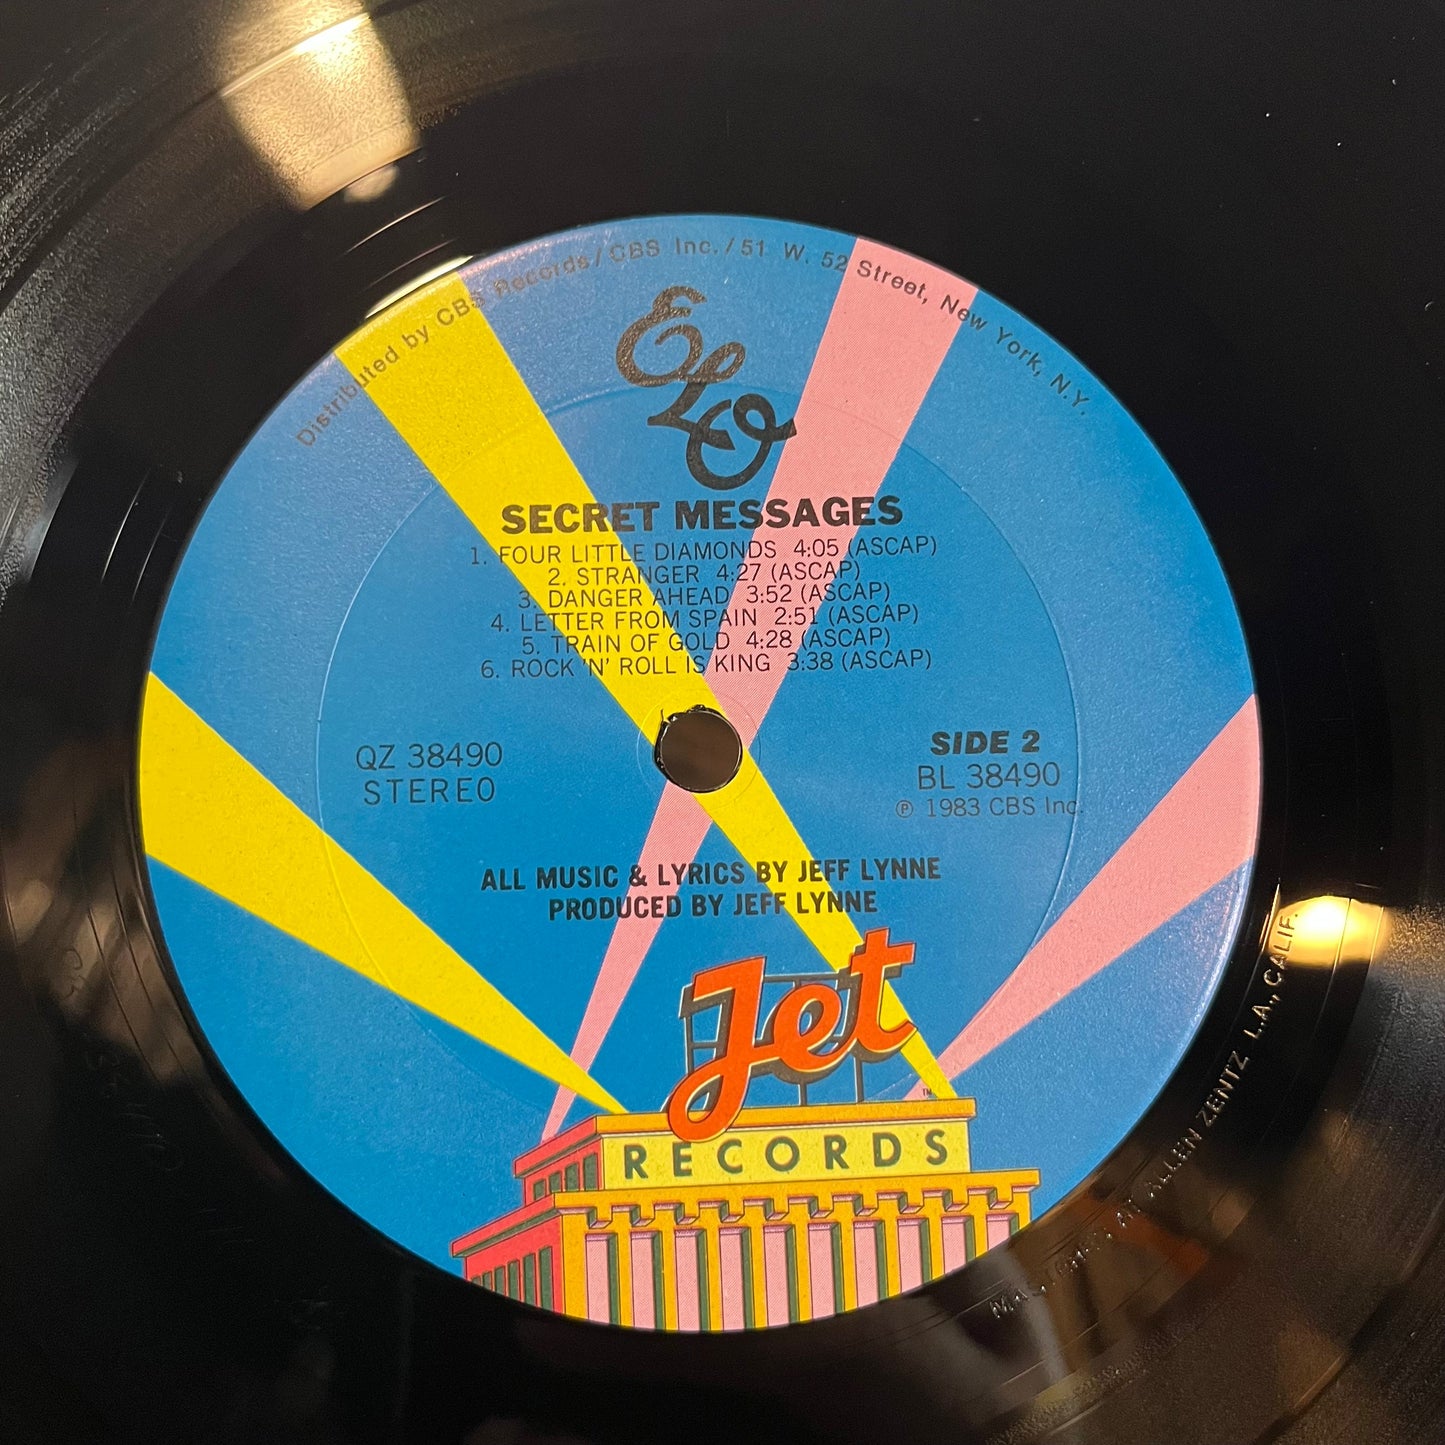 Distributed by CBS Records/CBS Inc./51 W. 52 Street, New York, N.Y.
ELO
SECRET MESSAGES
1. FOUR LITTLE DIAMONDS 4:05 (ASCAP)
2. STRANGER 4:27 (ASCAP)
3. DANGER AHEAD 3:52 (ASCAP)
4. LETTER FROM SPAIN 2:51 (ASCAP)
5. TRAIN OF GOLD 4:28 (ASCAP)
6. ROCK 'N' ROLL IS KING 3:38 (ASCAP)
QZ 38490
STEREO
SIDE 2
BL 38490
℗ 1983 CBS Inc.
ALL MUSIC & LYRICS BY JEFF LYNNE
PRODUCED BY JEFF LYNNE
Jet
TM
RECORDS
MASTERED AT ALLEN ZENTZ L.A., CALIF.